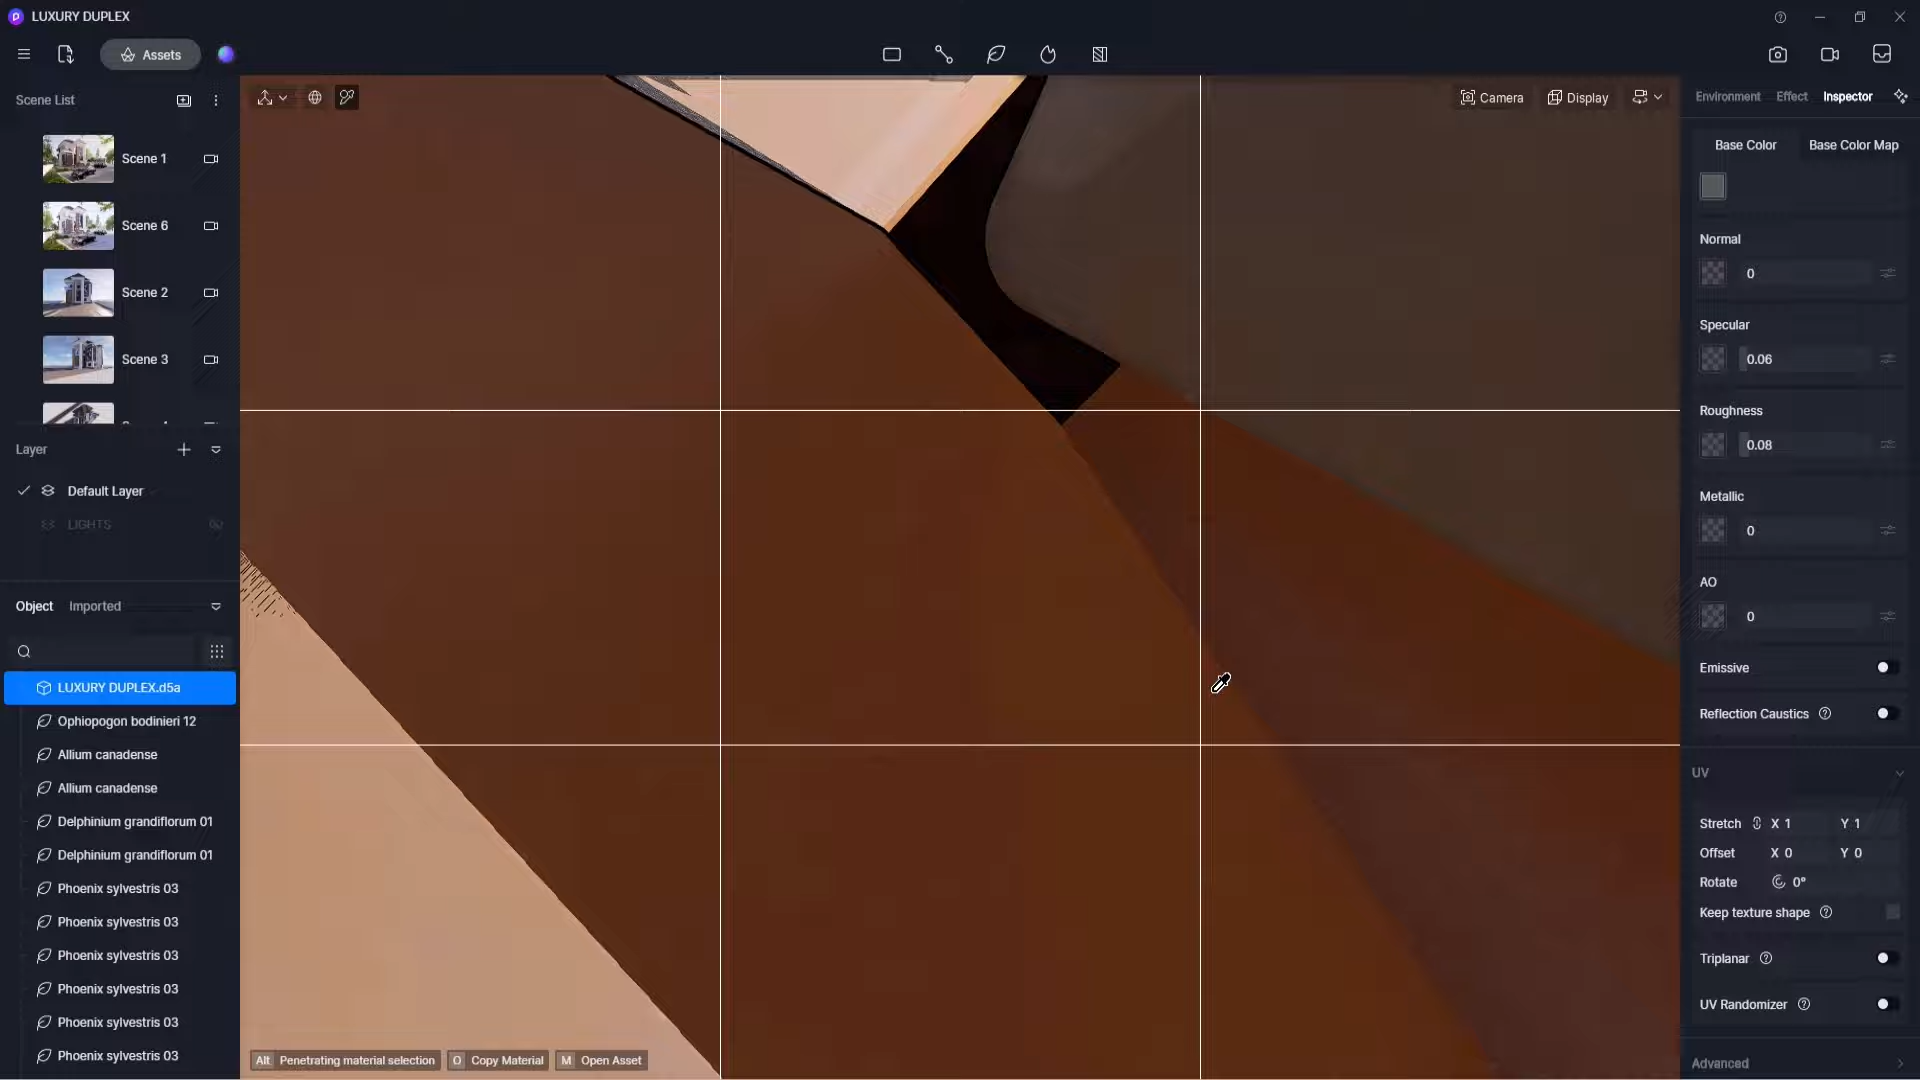 LUXURY DUPLEX
Assets
Scene List
Scene 1
Scene 6
Scene 2
Scene 3
Layer
Default Layer
LIGHTS
Object Imported
LUXURY DUPLEX.d5a
Ophiopogon bodinieri 12
Allium canadense
Allium canadense
Delphinium grandiflorum 01
Delphinium grandiflorum 01
Phoenix sylvestris 03
Phoenix sylvestris 03
Phoenix sylvestris 03
Phoenix sylvestris 03
Phoenix sylvestris 03
Phoenix sylvestris 03
Camera Display
Alt Penetrating material selection O Copy Material M Open Asset
Environment Effect Inspector
Base Color Base Color Map
Normal
0
Specular
0.06
Roughness
0.08
Metallic
0
AO
0
Emissive
Reflection Caustics
UV
Stretch X 1 Y 1
Offset X 0 Y 0
Rotate 0°
Keep texture shape
Triplanar
UV Randomizer
Advanced